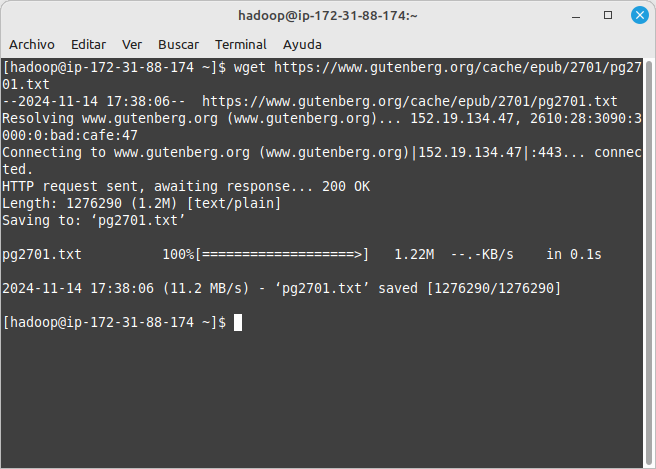 hadoop@ip-172-31-88-174:~
Archivo Editar Ver Buscar Terminal Ayuda
[hadoop@ip-172-31-88-174 ~]$ wget https://www.gutenberg.org/cache/epub/2701/pg27
01.txt
--2024-11-14 17:38:06--  https://www.gutenberg.org/cache/epub/2701/pg2701.txt
Resolving www.gutenberg.org (www.gutenberg.org)... 152.19.134.47, 2610:28:3090:3
000:0:bad:cafe:47
Connecting to www.gutenberg.org (www.gutenberg.org)|152.19.134.47|:443... connec
ted.
HTTP request sent, awaiting response... 200 OK
Length: 1276290 (1.2M) [text/plain]
Saving to: ‘pg2701.txt’
pg2701.txt          100%[===================>]   1.22M  --.-KB/s    in 0.1s
2024-11-14 17:38:06 (11.2 MB/s) - ‘pg2701.txt’ saved [1276290/1276290]
[hadoop@ip-172-31-88-174 ~]$